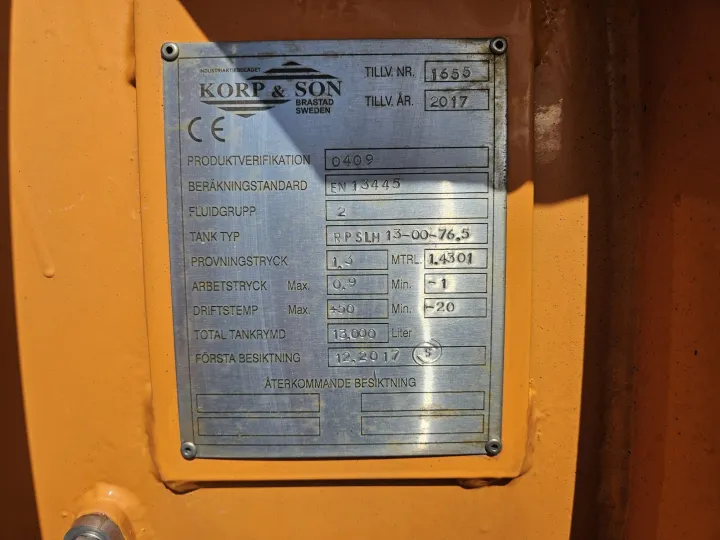 INDUSTRIAKTIEBOLAGET
KORP & SON
BRASTAD
SWEDEN
TILLV. NR. 1655
TILLV. ÅR. 2017
CE
PRODUKTVERIFIKATION 0409
BERÄKNINGSTANDARD EN 13445
FLUIDGRUPP 2
TANK TYP RPSLH 13-00-76,5
PROVNINGSTRYCK 1,3 MTRL. 1.4301
ARBETSTRYCK Max. 0,9 Min. -1
DRIFTSTEMP Max. +50 Min. -20
TOTAL TANKRYMD 13,000 Liter
FÖRSTA BESIKTNING 12,2017 S
ÅTERKOMMANDE BESIKTNING